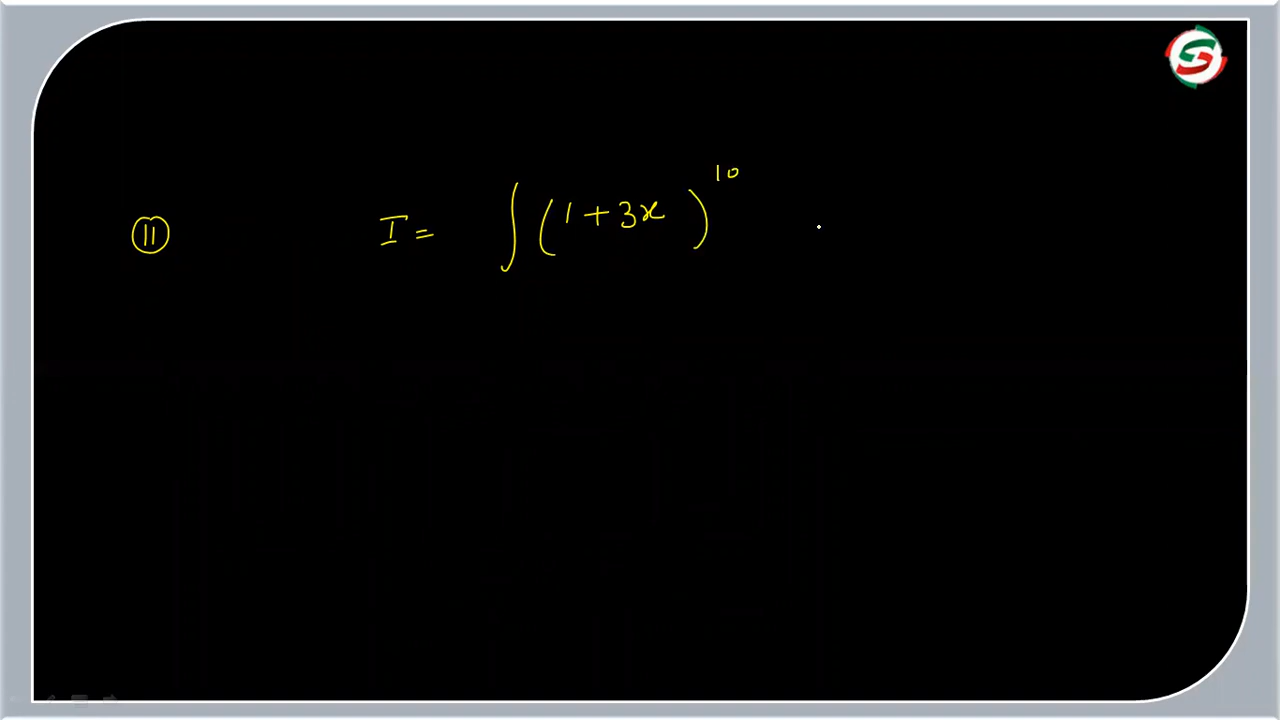 ⑪ I = ∫ (1 + 3x)¹⁰